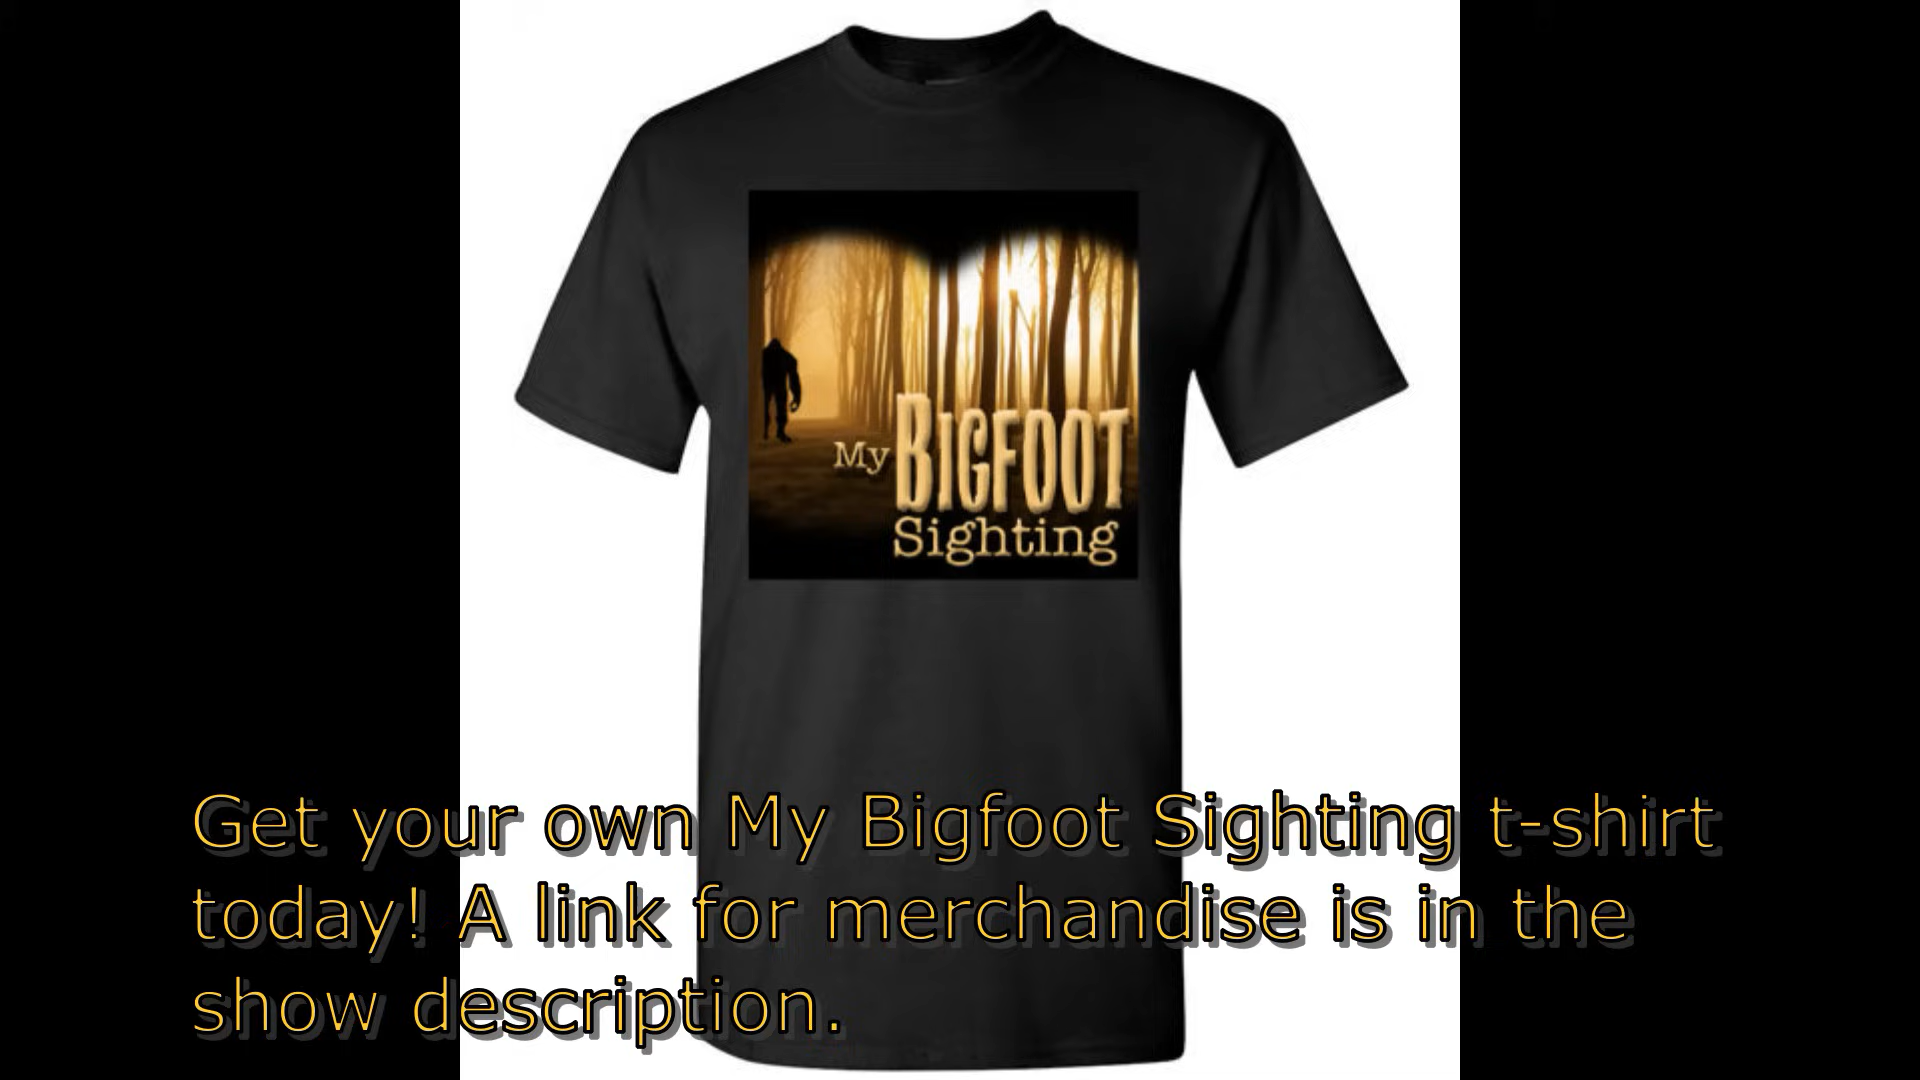 My BIGFOOT
Sighting
Get your own My Bigfoot Sighting t-shirt
today! A link for merchandise is in the
show description.